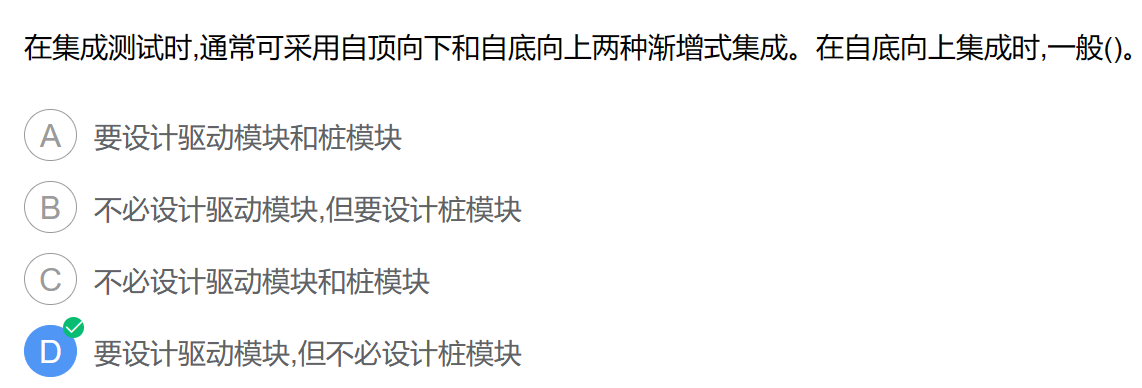 在集成测试时,通常可采用自顶向下和自底向上两种渐增式集成。在自底向上集成时,一般()。
A 要设计驱动模块和桩模块
B 不必设计驱动模块,但要设计桩模块
C 不必设计驱动模块和桩模块
D 要设计驱动模块,但不必设计桩模块